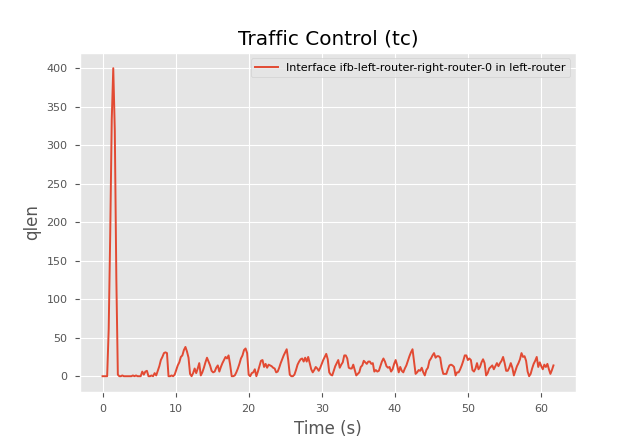 Traffic Control (tc)
Interface ifb-left-router-right-router-0 in left-router
qlen
400
350
300
250
200
150
100
50
0
0 10 20 30 40 50 60
Time (s)